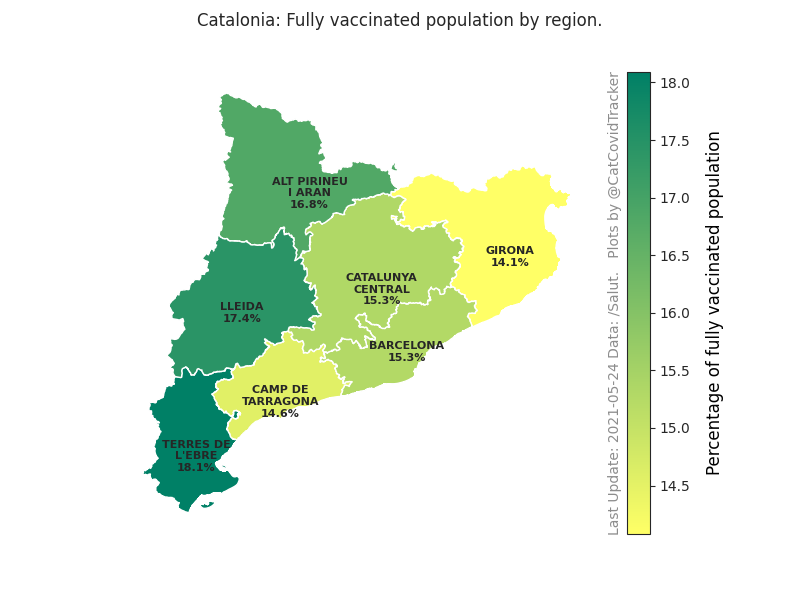 Catalonia: Fully vaccinated population by region.
ALT PIRINEU
I ARAN
16.8%
GIRONA
14.1%
CATALUNYA
CENTRAL
15.3%
LLEIDA
17.4%
BARCELONA
15.3%
CAMP DE
TARRAGONA
14.6%
TERRES DE
L'EBRE
18.1%
Last Update: 2021-05-24 Data: /Salut.   Plots by @CatCovidTracker
18.0
17.5
17.0
16.5
16.0
15.5
15.0
14.5
Percentage of fully vaccinated population